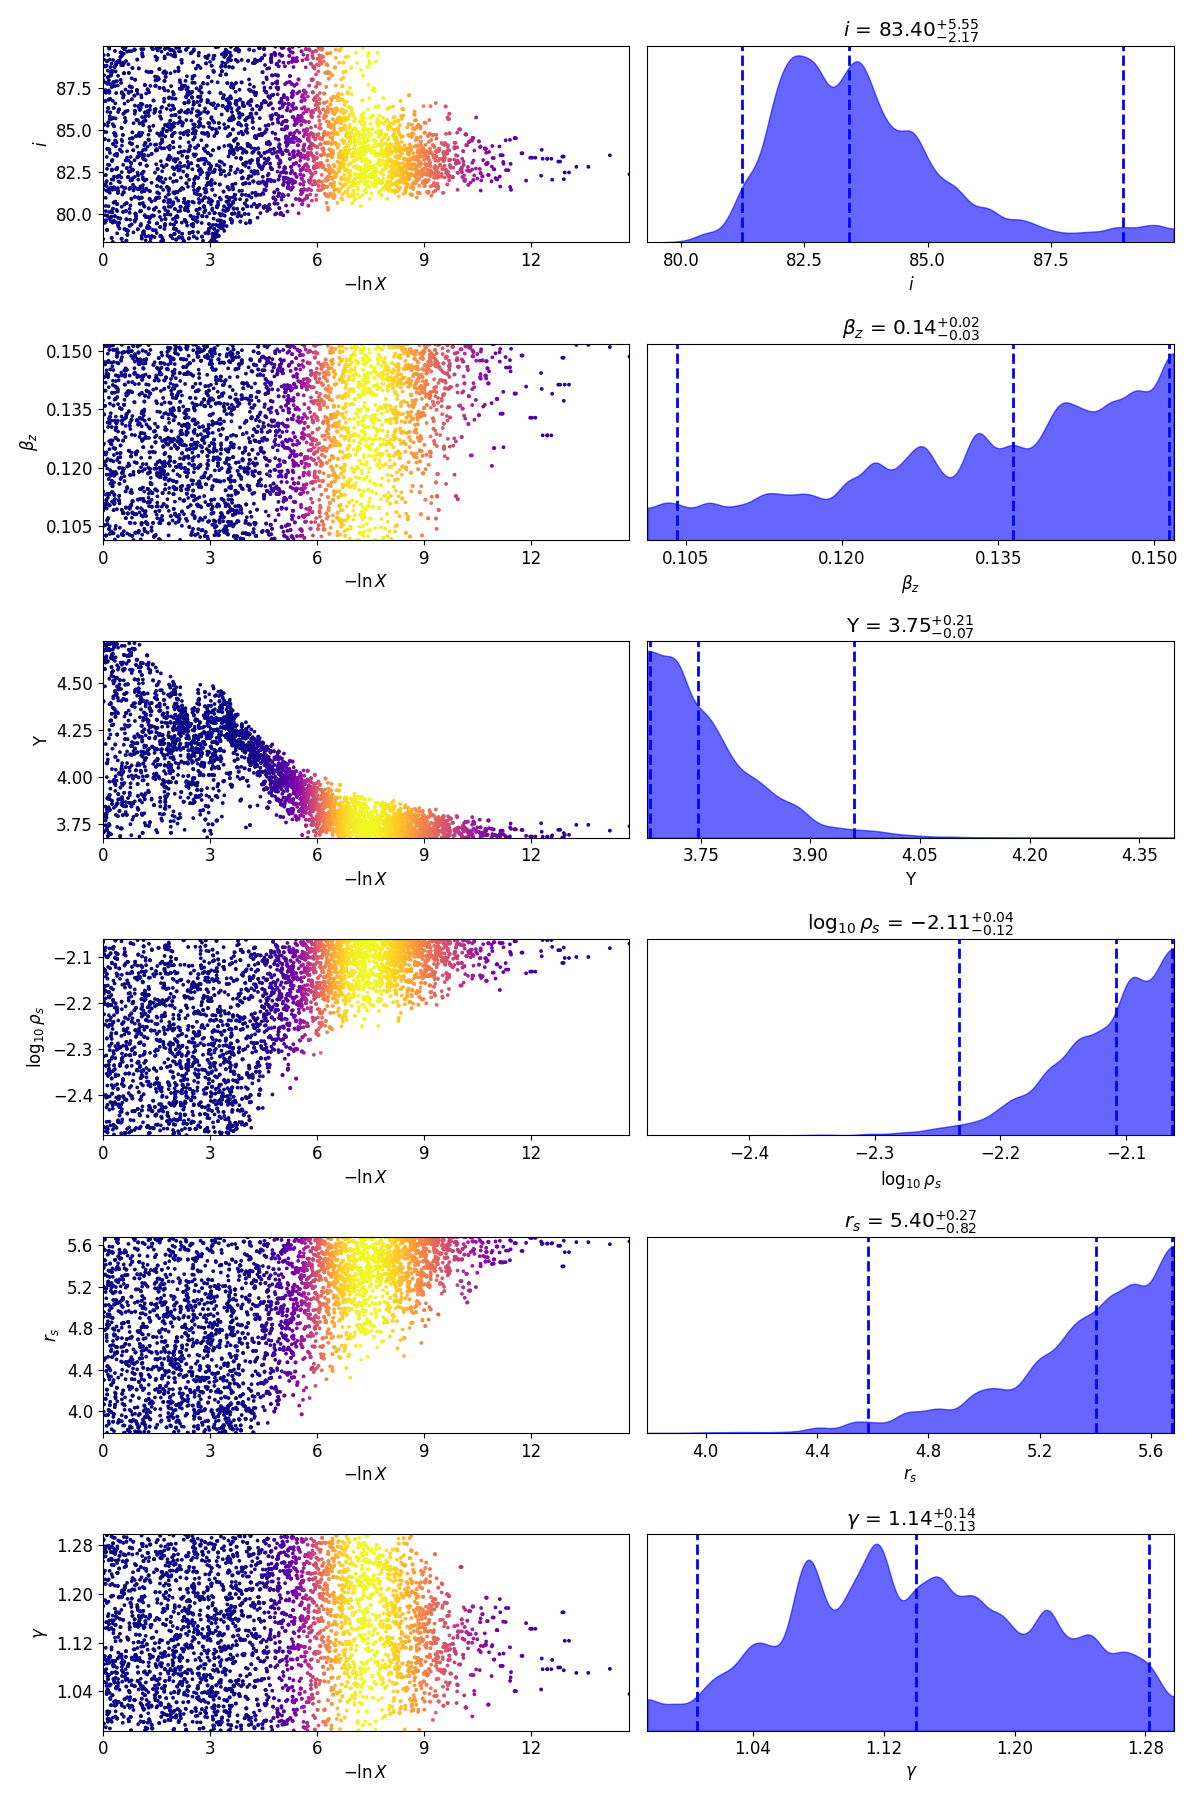 i = 83.40+5.55−2.17
87.5
85.0
82.5
80.0
i
0 3 6 9 12
80.0 82.5 85.0 87.5
−ln X
i
βz = 0.14+0.02−0.03
0.150
0.135
0.120
0.105
βz
0 3 6 9 12
0.105 0.120 0.135 0.150
−ln X
βz
Y = 3.75+0.21−0.07
4.50
4.25
4.00
3.75
Y
0 3 6 9 12
3.75 3.90 4.05 4.20 4.35
−ln X
Y
log10 ρs = −2.11+0.04−0.12
−2.1
−2.2
−2.3
−2.4
log10 ρs
0 3 6 9 12
−2.4 −2.3 −2.2 −2.1
−ln X
log10 ρs
rs = 5.40+0.27−0.82
5.6
5.2
4.8
4.4
4.0
rs
0 3 6 9 12
4.0 4.4 4.8 5.2 5.6
−ln X
rs
γ = 1.14+0.14−0.13
1.28
1.20
1.12
1.04
γ
0 3 6 9 12
1.04 1.12 1.20 1.28
−ln X
γ